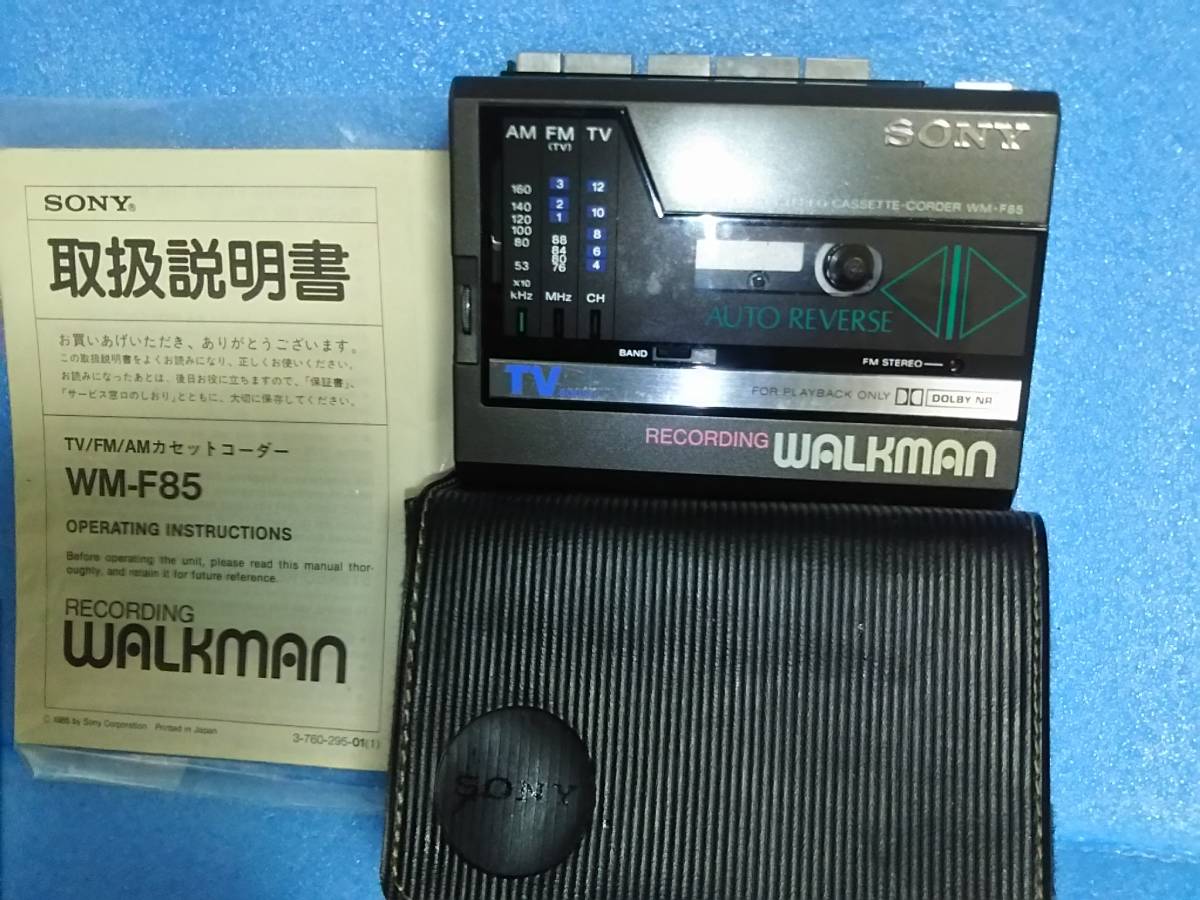 SONY®
取扱説明書
お買いあげいただき、ありがとうございます。
この取扱説明書をよくお読みになり、正しくお使いください。
お読みになったあとは、後日お役に立ちますので、「保証書」、
「サービス窓口のしおり」とともに、大切に保存してください。
TV/FM/AMカセットコーダー
WM-F85
OPERATING INSTRUCTIONS
Before operating the unit, please read this manual thor-
oughly, and retain it for future reference.
RECORDING
WALKMAN
© 1985 by Sony Corporation Printed in Japan
3-760-295-01(1)
SONY
CASSETTE-CORDER WM-F85
AM FM TV
(TV)
160 3 12
140 2 10
120 1
100 88 8
80 84 6
80
53 76 4
X10
kHz MHz CH
AUTO REVERSE
BAND
FM STEREO
TV
FOR PLAYBACK ONLY DOLBY NR
RECORDING WALKMAN
SONY